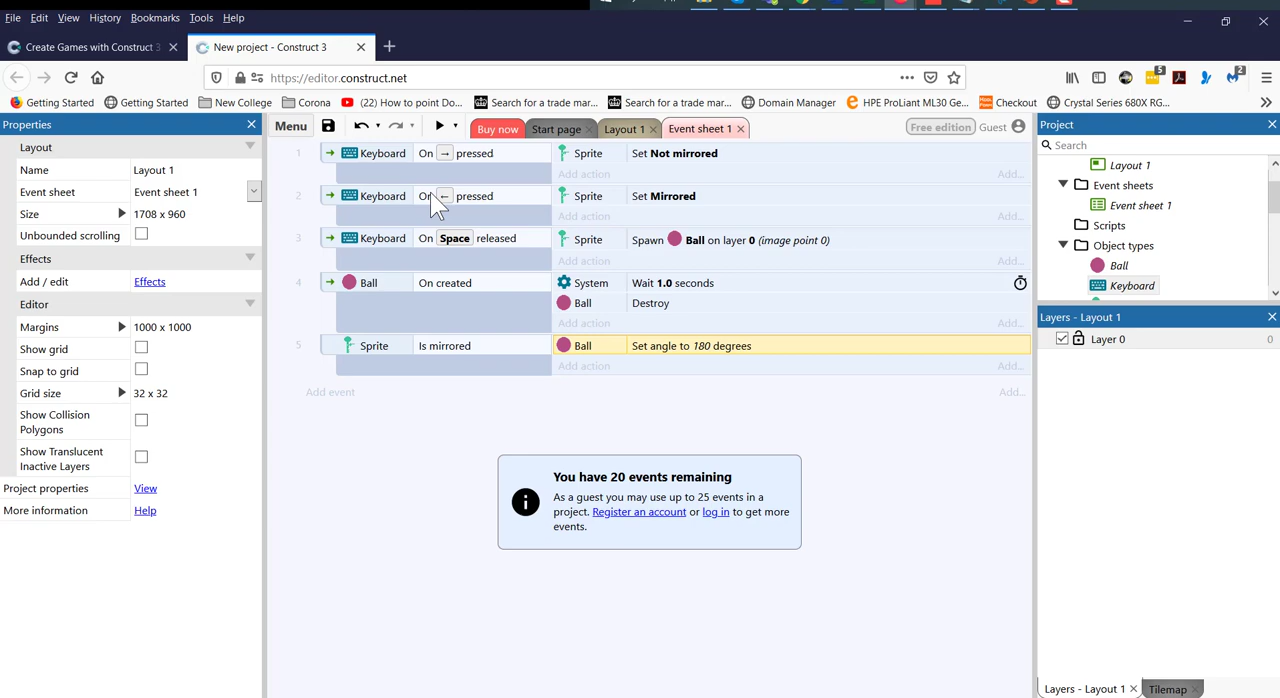 File Edit View History Bookmarks Tools Help
Create Games with Construct 3 New project - Construct 3
https://editor.construct.net 5 2
Getting Started Getting Started New College Corona (22) How to point Do... Search for a trade mar... Search for a trade mar... Domain Manager HPE ProLiant ML30 Ge... Checkout Crystal Series 680X RG...
Properties
Layout
Name Layout 1
Event sheet Event sheet 1
Size 1708 x 960
Unbounded scrolling
Effects
Add / edit Effects
Editor
Margins 1000 x 1000
Show grid
Snap to grid
Grid size 32 x 32
Show Collision
Polygons
Show Translucent
Inactive Layers
Project properties View
More information Help
Menu Buy now Start page Layout 1 Event sheet 1 Free edition Guest
1 Keyboard On → pressed Sprite Set Not mirrored
Add action Add...
2 Keyboard On ← pressed Sprite Set Mirrored
Add action Add...
3 Keyboard On Space released Sprite Spawn Ball on layer 0 (image point 0)
Add action Add...
4 Ball On created System Wait 1.0 seconds
Ball Destroy
Add action Add...
5 Sprite Is mirrored Ball Set angle to 180 degrees
Add action Add...
Add event Add...
You have 20 events remaining
As a guest you may use up to 25 events in a
project. Register an account or log in to get more
events.
Project
Search
Layout 1
Event sheets
Event sheet 1
Scripts
Object types
Ball
Keyboard
Layers - Layout 1
Layer 0 0
Layers - Layout 1 Tilemap